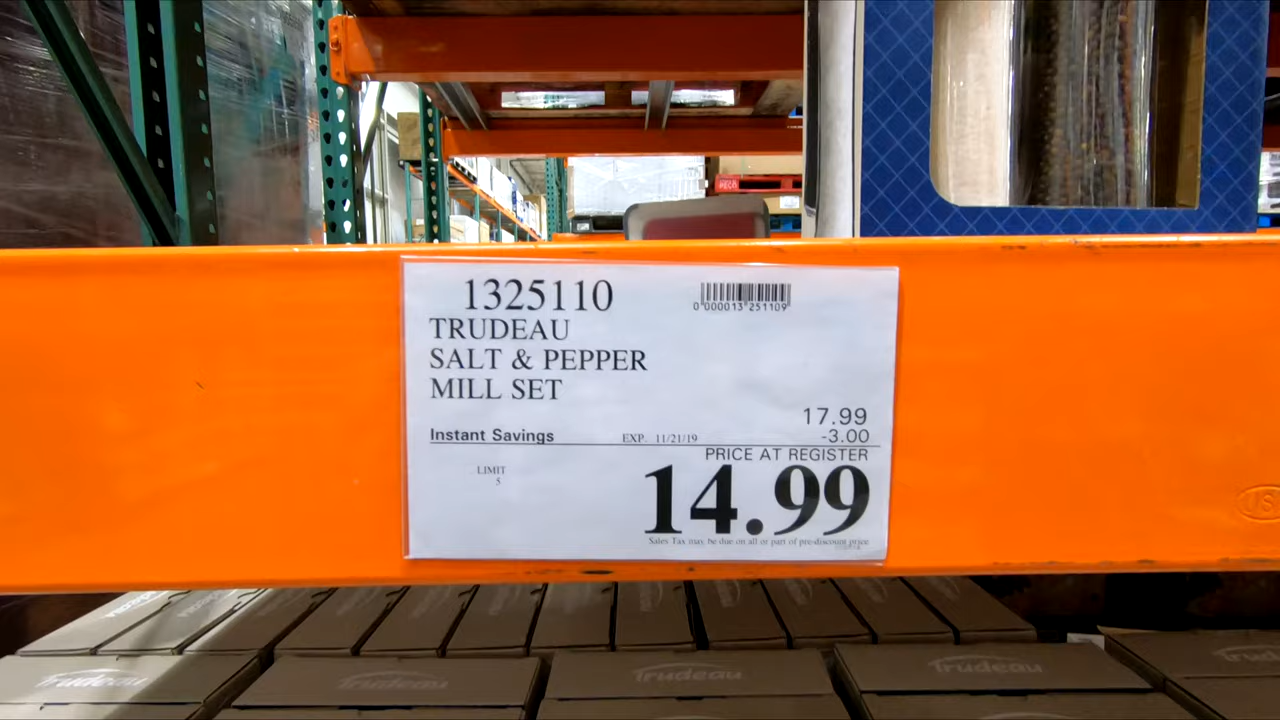 1325110
0 000013 251109
TRUDEAU
SALT & PEPPER
MILL SET
17.99
Instant Savings EXP. 11/21/19 -3.00
PRICE AT REGISTER
LIMIT
5
14.99
Sales Tax may be due on all or part of pre-discount price
Trudeau
Trudeau
Trudeau
Trudeau